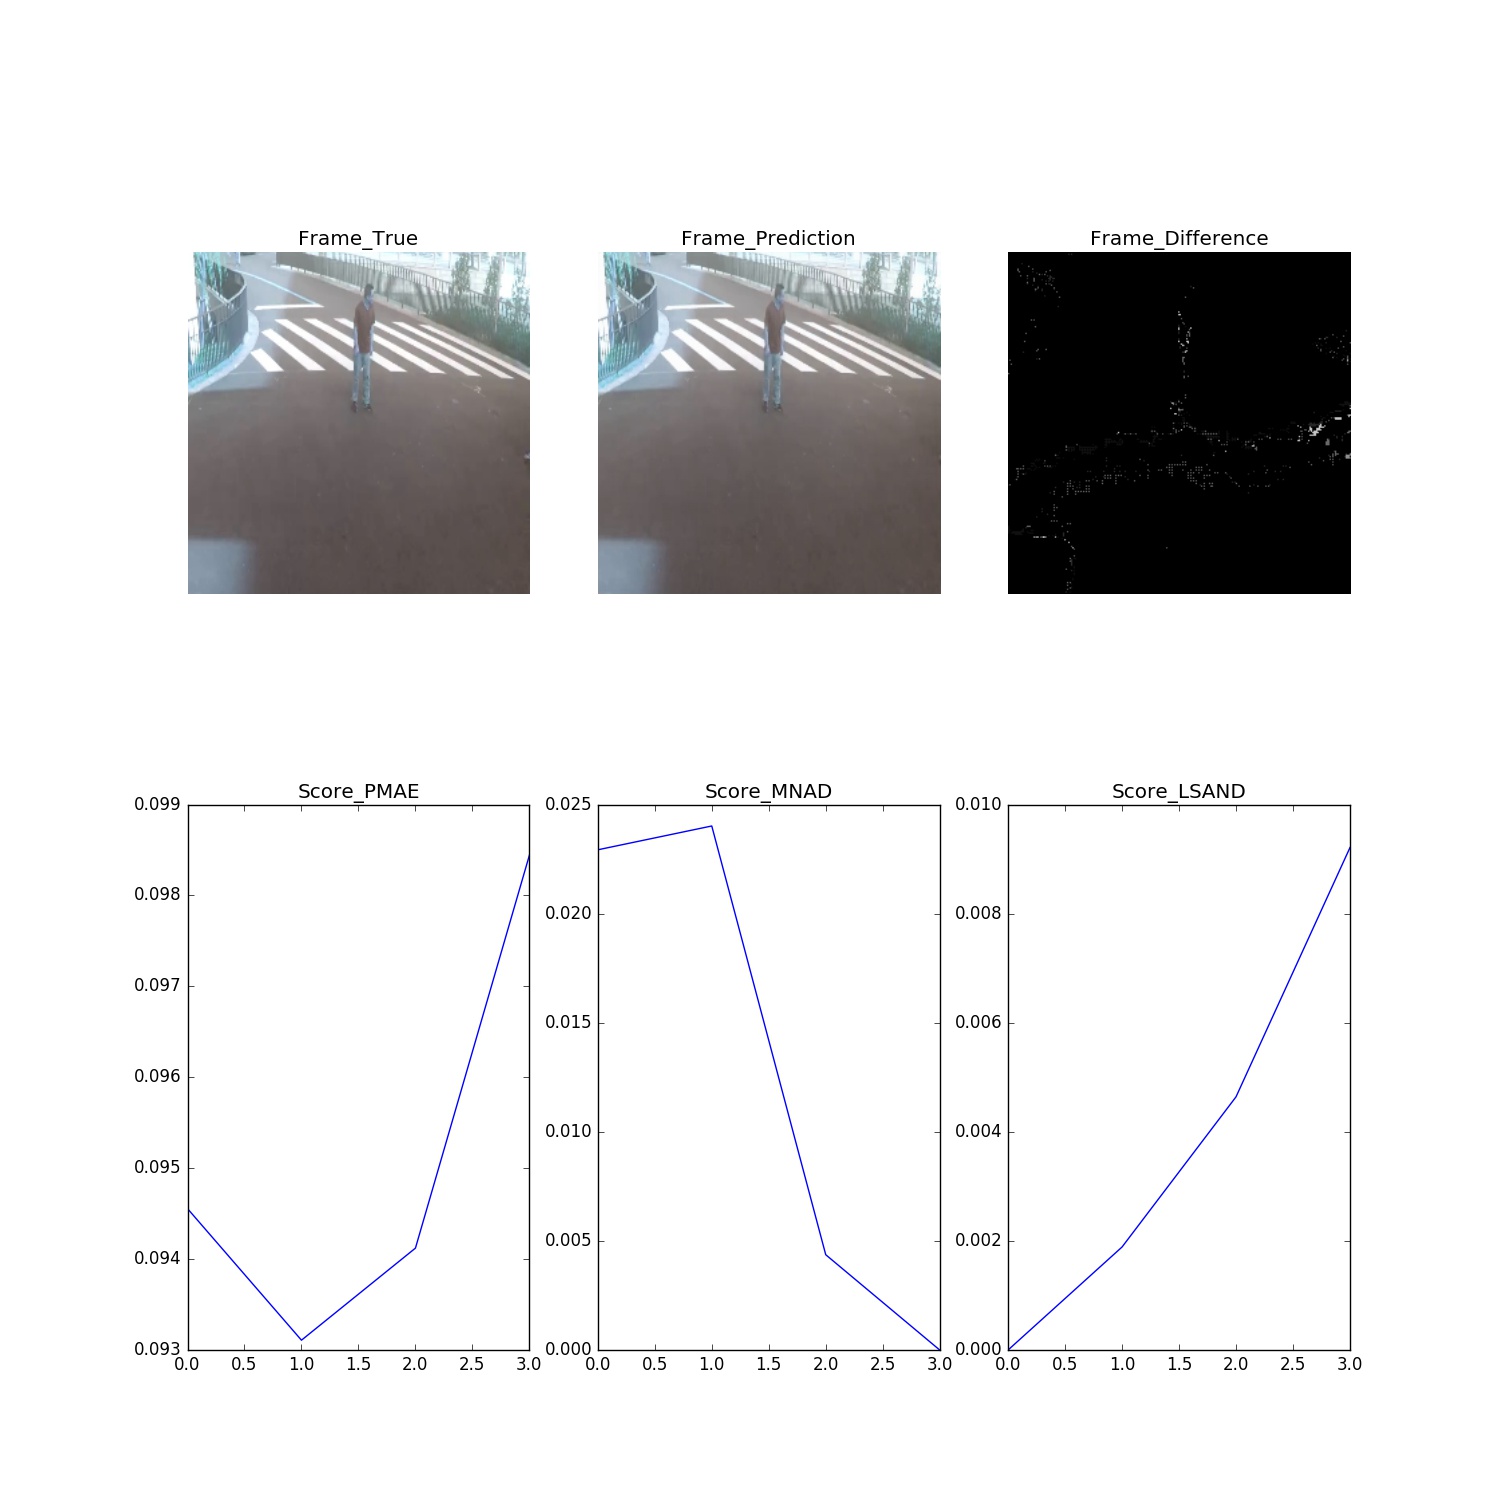 Frame_True Frame_Prediction Frame_Difference
Score_PMAE Score_MNAD Score_LSAND
0.099 0.025 0.010
0.098
0.020 0.008
0.097
0.015 0.006
0.096
0.010 0.004
0.095
0.005 0.002
0.094
0.093 0.000 0.000
0.0 0.5 1.0 1.5 2.0 2.5 3.0 0.0 0.5 1.0 1.5 2.0 2.5 3.0 0.0 0.5 1.0 1.5 2.0 2.5 3.0